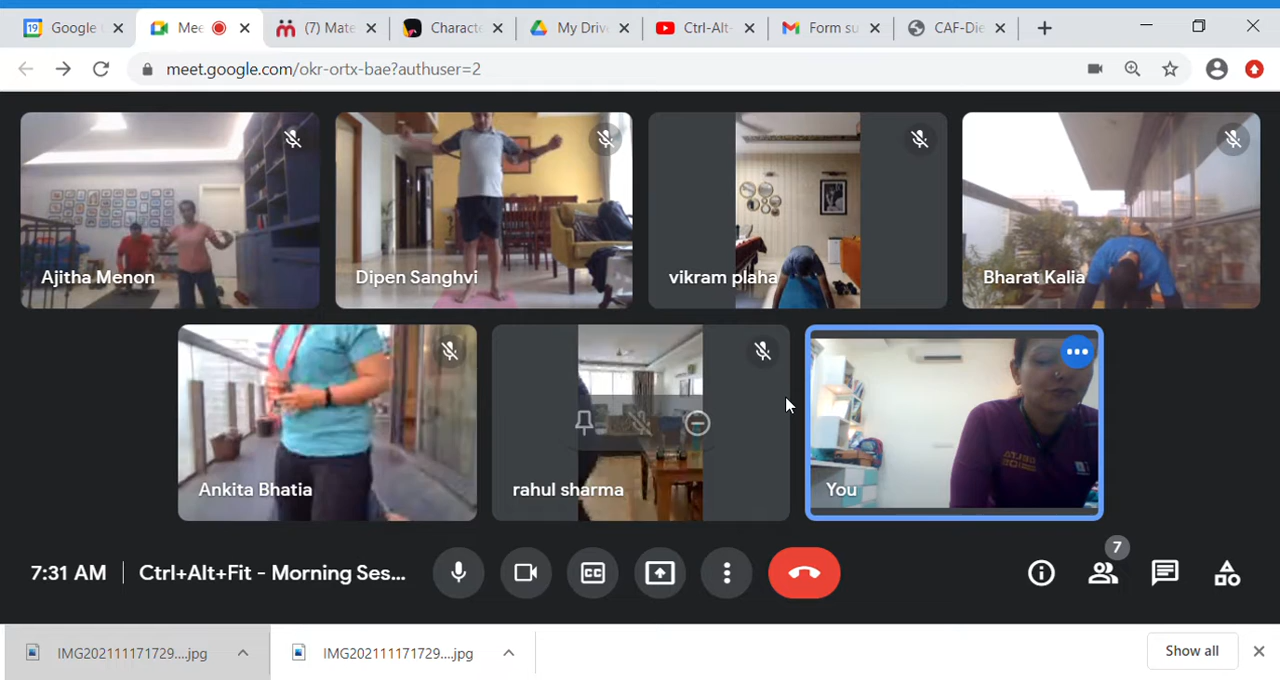 19 Google
Mee
(7) Mate
Characte
My Driv
Ctrl-Alt-
Form su
CAF-Die
meet.google.com/okr-ortx-bae?authuser=2
Ajitha Menon
Dipen Sanghvi
vikram plaha
Bharat Kalia
Ankita Bhatia
rahul sharma
You
7:31 AM | Ctrl+Alt+Fit - Morning Ses...
CC
7
IMG202111171729....jpg
IMG202111171729....jpg
Show all